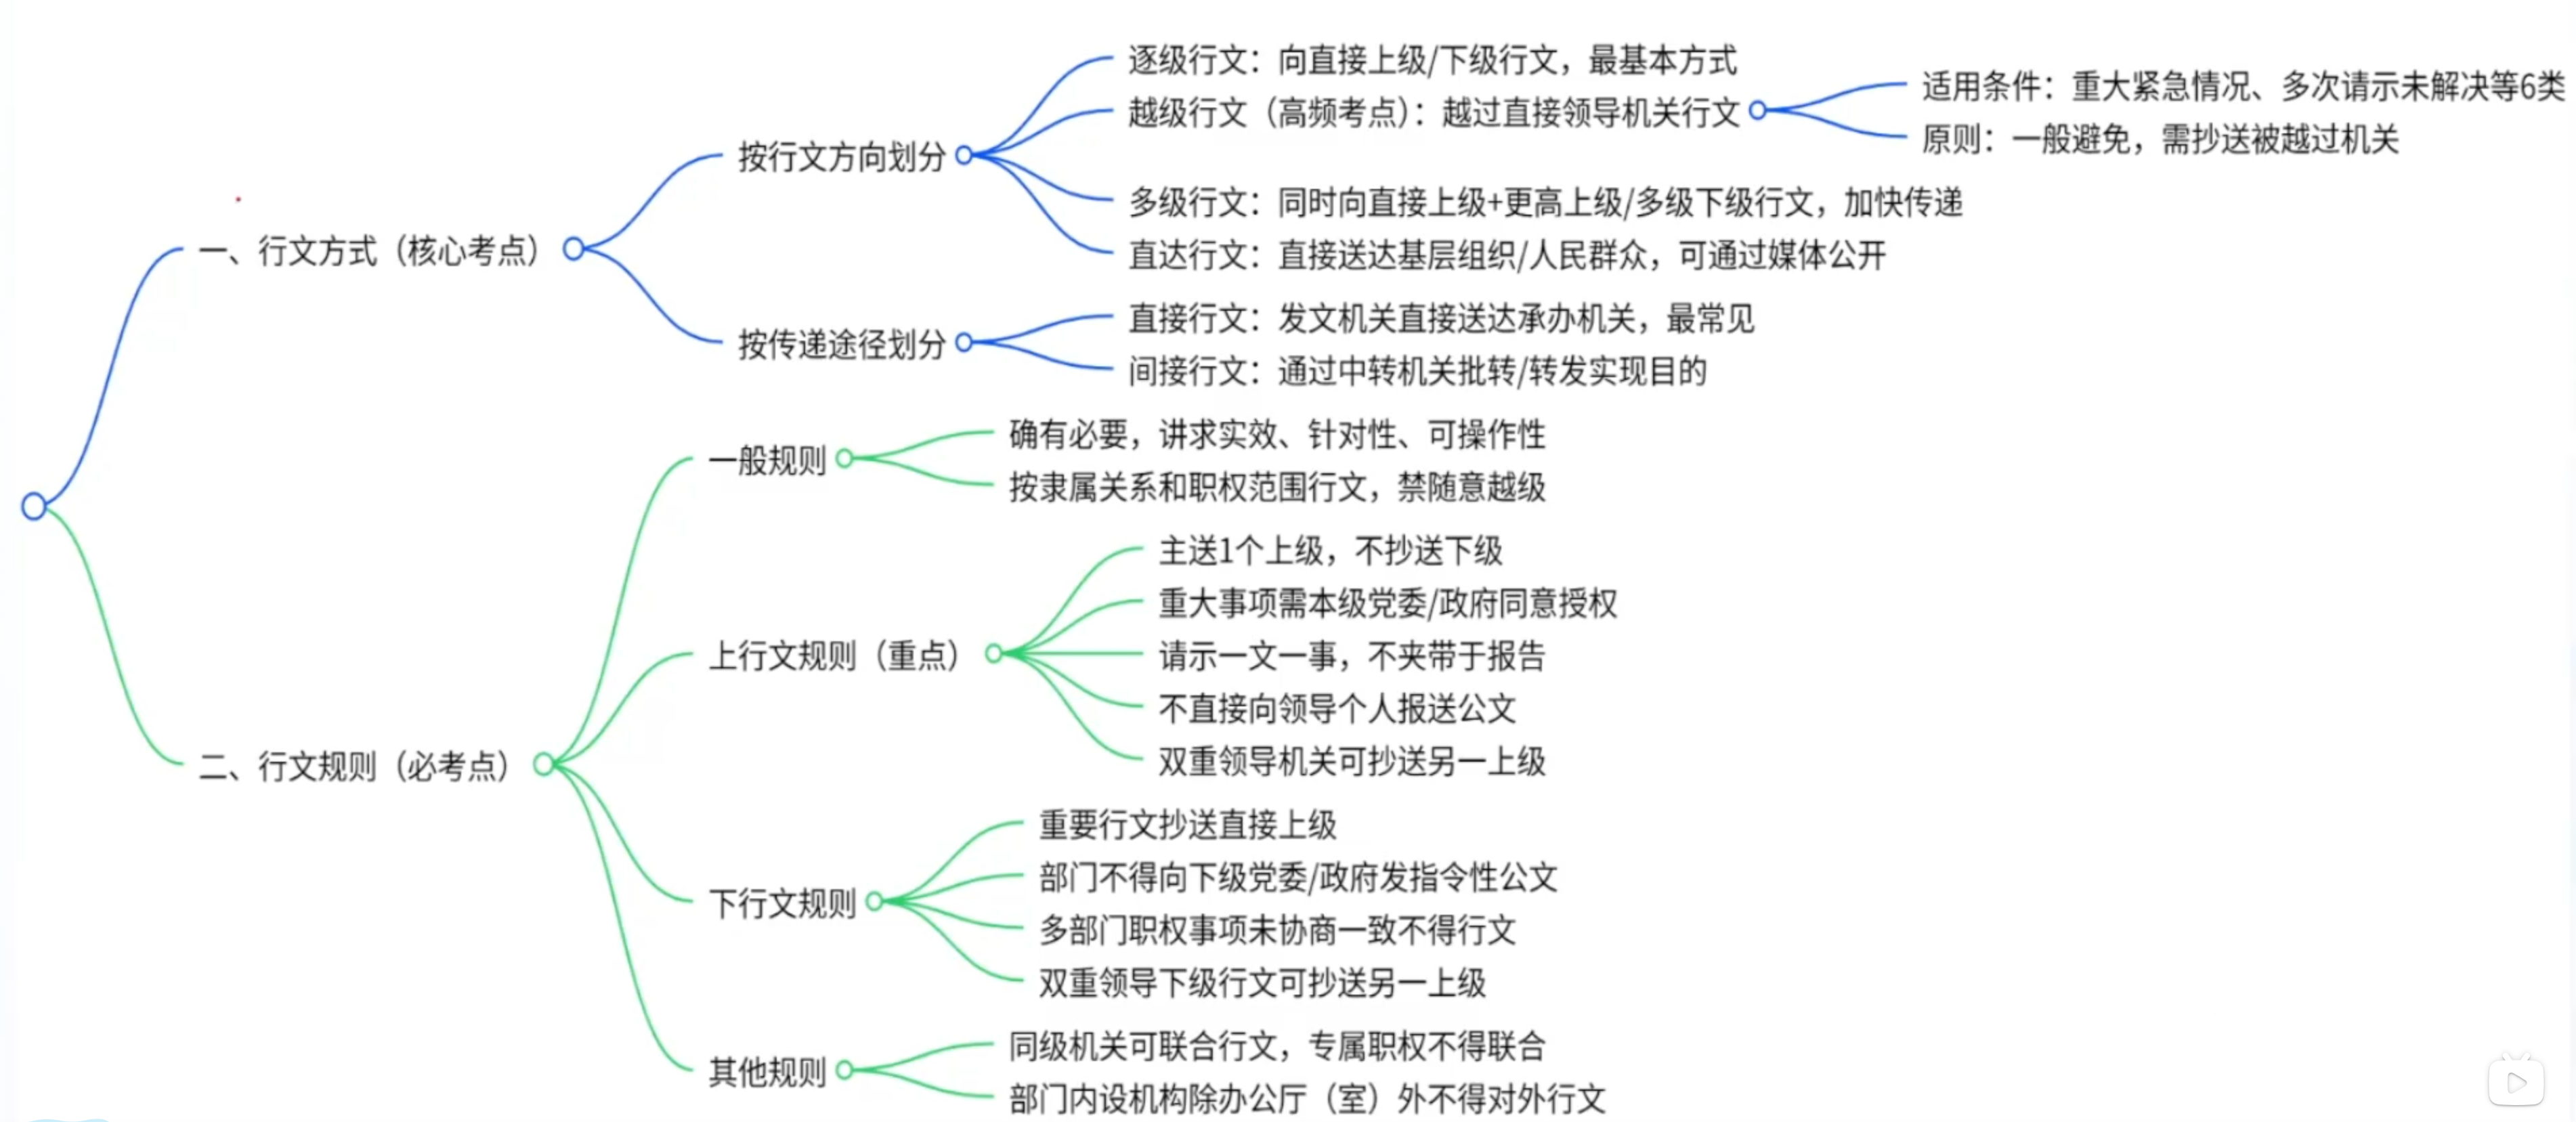 一、行文方式（核心考点）
按行文方向划分
逐级行文：向直接上级/下级行文，最基本方式
越级行文（高频考点）：越过直接领导机关行文
适用条件：重大紧急情况、多次请示未解决等6类
原则：一般避免，需抄送被越过机关
多级行文：同时向直接上级+更高上级/多级下级行文，加快传递
直达行文：直接送达基层组织/人民群众，可通过媒体公开
按传递途径划分
直接行文：发文机关直接送达承办机关，最常见
间接行文：通过中转机关批转/转发实现目的
二、行文规则（必考点）
一般规则
确有必要，讲求实效、针对性、可操作性
按隶属关系和职权范围行文，禁随意越级
上行文规则（重点）
主送1个上级，不抄送下级
重大事项需本级党委/政府同意授权
请示一文一事，不夹带于报告
不直接向领导个人报送公文
双重领导机关可抄送另一上级
下行文规则
重要行文抄送直接上级
部门不得向下级党委/政府发指令性公文
多部门职权事项未协商一致不得行文
双重领导下级行文可抄送另一上级
其他规则
同级机关可联合行文，专属职权不得联合
部门内设机构除办公厅（室）外不得对外行文